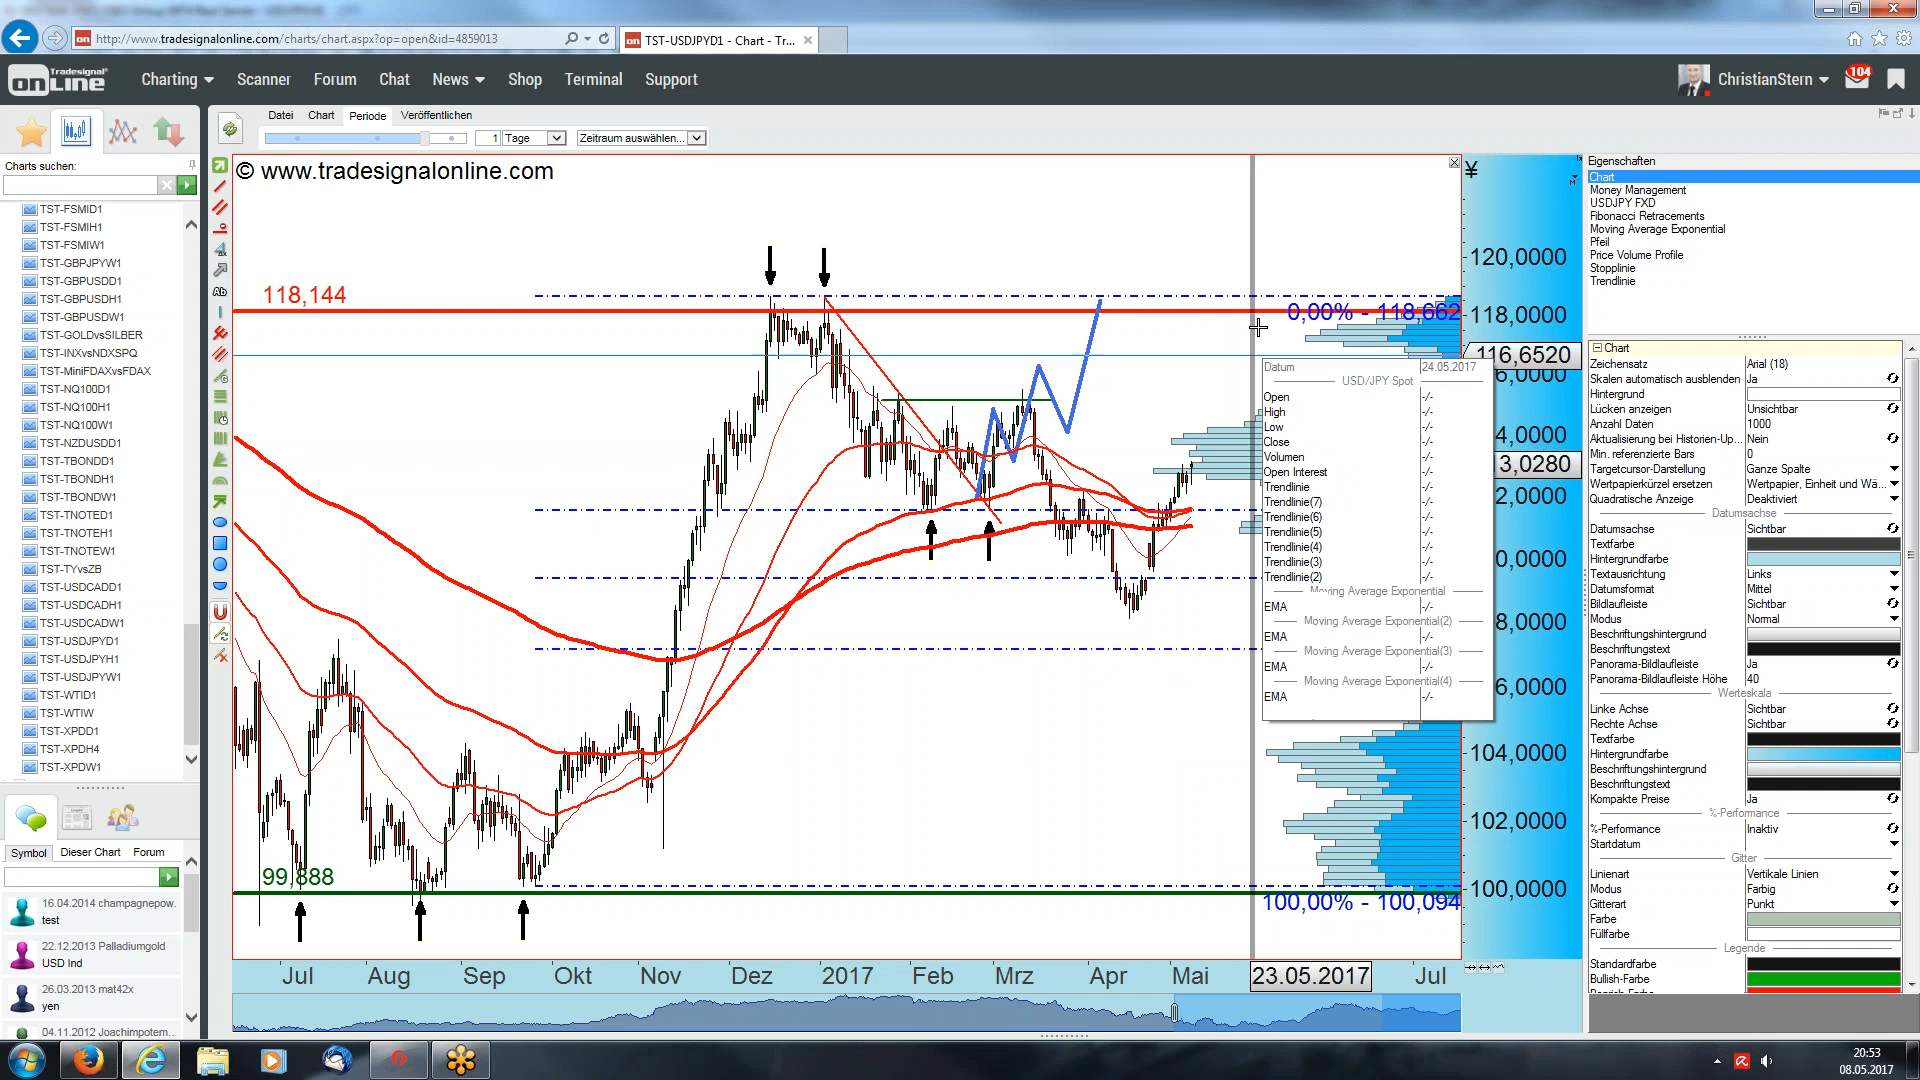 http://www.tradesignalonline.com/charts/chart.aspx?op=open&id=4859013
TST-USDJPYD1 - Chart - Tr...
Tradesignal
onLine
Charting
Scanner
Forum
Chat
News
Shop
Terminal
Support
ChristianStern
104
Datei
Chart
Periode
Veröffentlichen
1
Tage
Zeitraum auswählen...
Charts suchen:
TST-FSMID1
TST-FSMIH1
TST-FSMIW1
TST-GBPJPYW1
TST-GBPUSDD1
TST-GBPUSDH1
TST-GBPUSDW1
TST-GOLDvsSILBER
TST-INXvsNDXSPQ
TST-MiniFDAXvsFDAX
TST-NQ100D1
TST-NQ100H1
TST-NQ100W1
TST-NZDUSDD1
TST-TBONDD1
TST-TBONDH1
TST-TBONDW1
TST-TNOTED1
TST-TNOTEH1
TST-TNOTEW1
TST-TYvsZB
TST-USDCADD1
TST-USDCADH1
TST-USDCADW1
TST-USDJPYD1
TST-USDJPYH1
TST-USDJPYW1
TST-WTID1
TST-WTIW
TST-XPDD1
TST-XPDH4
TST-XPDW1
Symbol
Dieser Chart
Forum
16.04.2014 champagnepow.
test
22.12.2013 Palladiumgold
USD Ind
26.03.2013 mat42x
yen
04.11.2012 Joachimpotem..
Ab
© www.tradesignalonline.com
118,144
99,888
0,00% - 118,662
100,00% - 100,094
¥
120,0000
118,0000
116,6520
6,0000
4,0000
13,0280
2,0000
0,0000
8,0000
6,0000
104,0000
102,0000
100,0000
Datum 24.05.2017
USD/JPY Spot
Open -/-
High -/-
Low -/-
Close -/-
Volumen -/-
Open Interest -/-
Trendlinie -/-
Trendlinie(7) -/-
Trendlinie(6) -/-
Trendlinie(5) -/-
Trendlinie(4) -/-
Trendlinie(3) -/-
Trendlinie(2) -/-
Moving Average Exponential
EMA -/-
Moving Average Exponential(2)
EMA -/-
Moving Average Exponential(3)
EMA -/-
Moving Average Exponential(4)
EMA -/-
Jul
Aug
Sep
Okt
Nov
Dez
2017
Feb
Mrz
Apr
Mai
23.05.2017
Jul
Eigenschaften
Chart
Money Management
USDJPY FXD
Fibonacci Retracements
Moving Average Exponential
Pfeil
Price Volume Profile
Stopplinie
Trendlinie
Chart
Zeichensatz Arial (18)
Skalen automatisch ausblenden Ja
Hintergrund
Lücken anzeigen Unsichtbar
Anzahl Daten 1000
Aktualisierung bei Historien-Up... Nein
Min. referenzierte Bars 0
Targetcursor-Darstellung Ganze Spalte
Wertpapierkürzel ersetzen Wertpapier, Einheit und Wä...
Quadratische Anzeige Deaktiviert
Datumsachse
Datumsachse Sichtbar
Textfarbe
Hintergrundfarbe
Textausrichtung Links
Datumsformat Mittel
Bildlaufleiste Sichtbar
Modus Normal
Beschriftungshintergrund
Beschriftungstext
Panorama-Bildlaufleiste Ja
Panorama-Bildlaufleiste Höhe 40
Werteskala
Linke Achse Sichtbar
Rechte Achse Sichtbar
Textfarbe
Hintergrundfarbe
Beschriftungshintergrund
Beschriftungstext
Kompakte Preise Ja
%-Performance
%-Perfomance Inaktiv
Startdatum
Gitter
Linienart Vertikale Linien
Modus Farbig
Gitterart Punkt
Farbe
Füllfarbe
Legende
Standardfarbe
Bullish-Farbe
20:53
08.05.2017